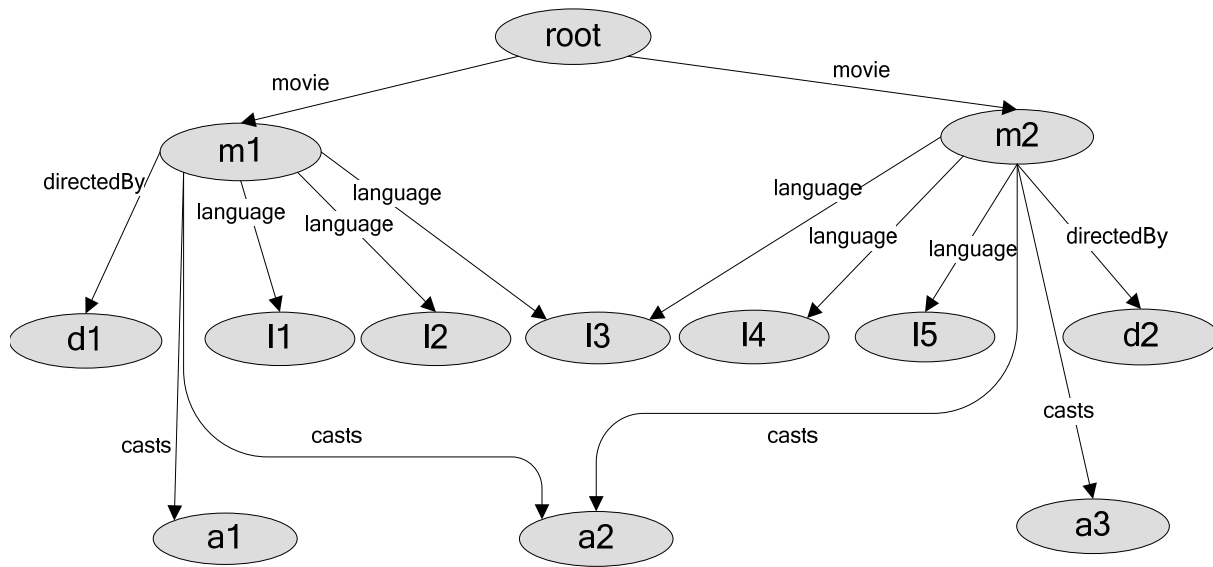 root
movie
movie
m1
m2
directedBy
language
language
language
language
language
language
directedBy
d1
l1
l2
l3
l4
l5
d2
casts
casts
casts
casts
a1
a2
a3